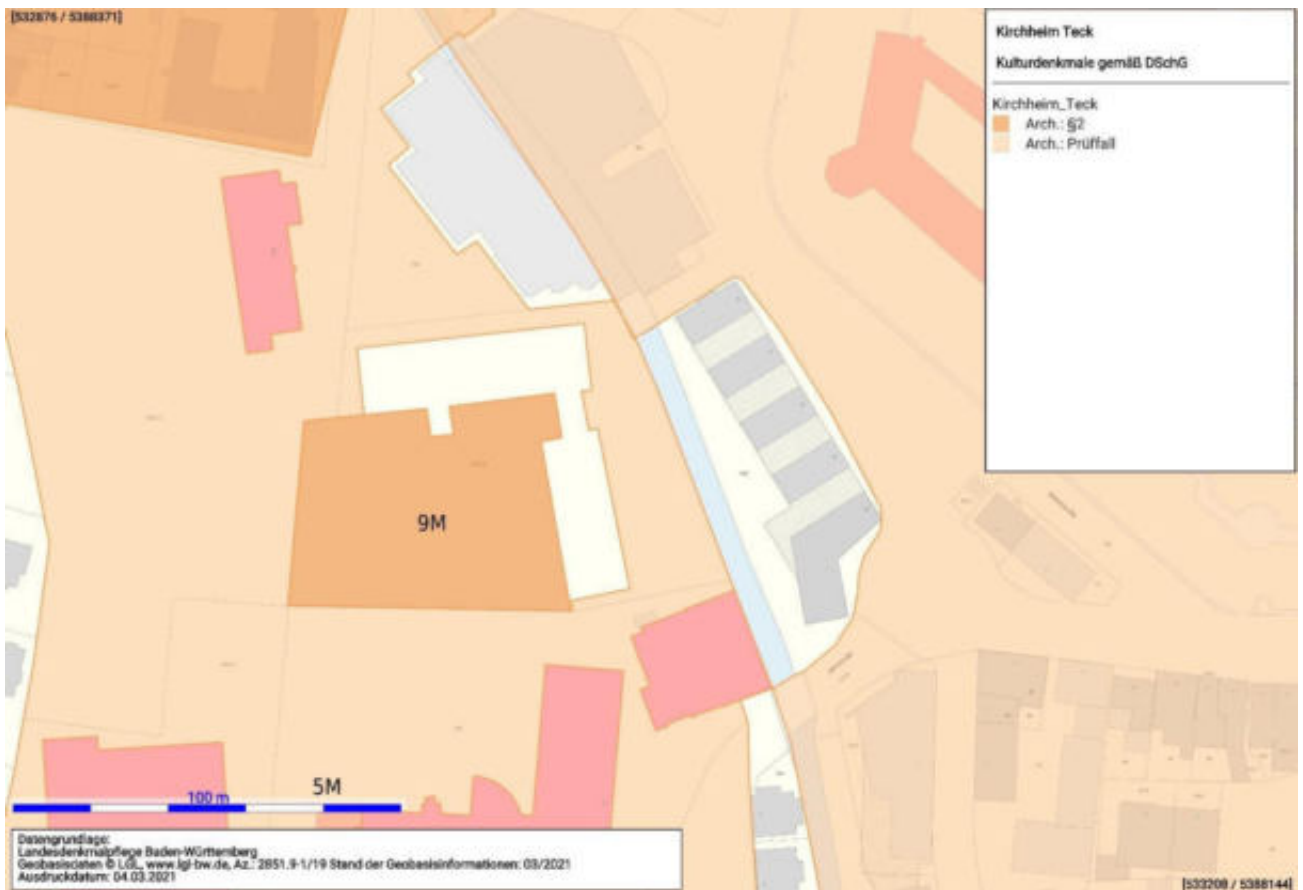 [532876 / 5388371]
Kirchheim Teck
Kulturdenkmale gemäß DSchG
Kirchheim_Teck
Arch.: §2
Arch.: Prüffall
9M
5M
100 m
Datengrundlage:
Landesdenkmalpflege Baden-Württemberg
Geobasisdaten © LGL, www.lgl-bw.de, Az.: 2851.9-1/19 Stand der Geobasisinformationen: 03/2021
Ausdruckdatum: 04.03.2021
[533209 / 5388144]